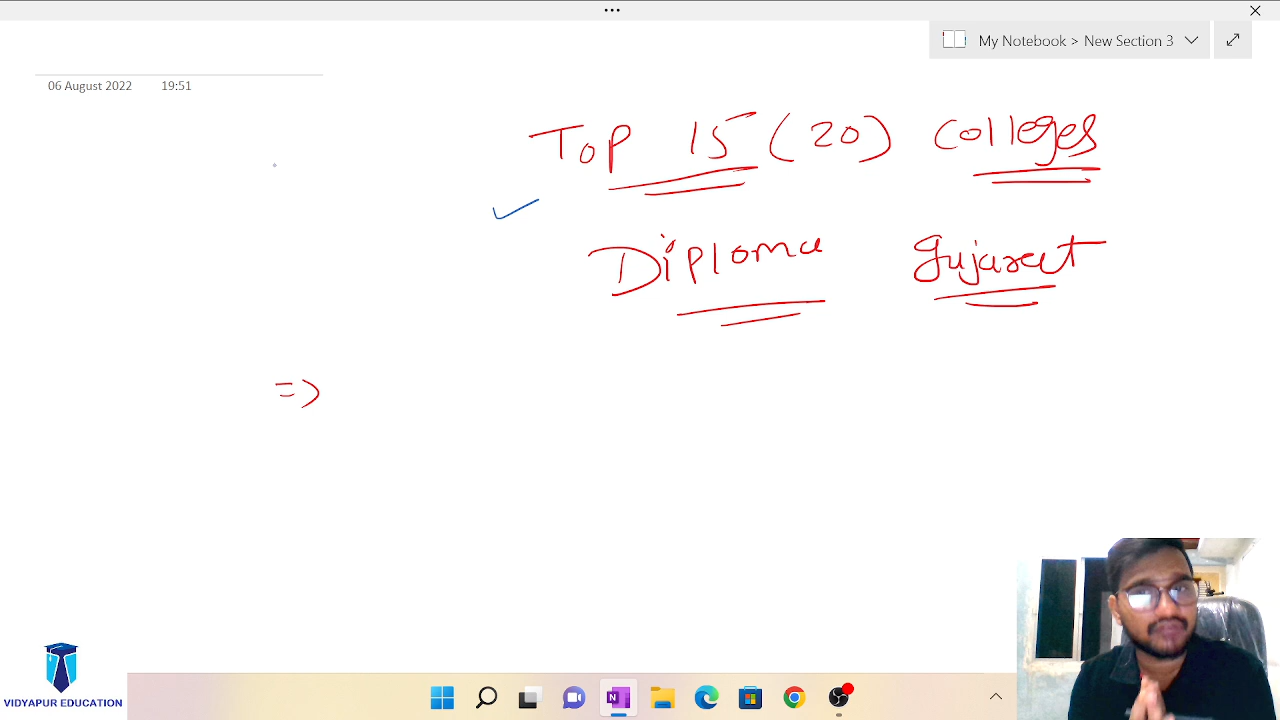 My Notebook > New Section 3
06 August 2022 19:51
Top 15 (20) colleges
Diploma Gujarat
=>
VIDYAPUR EDUCATION